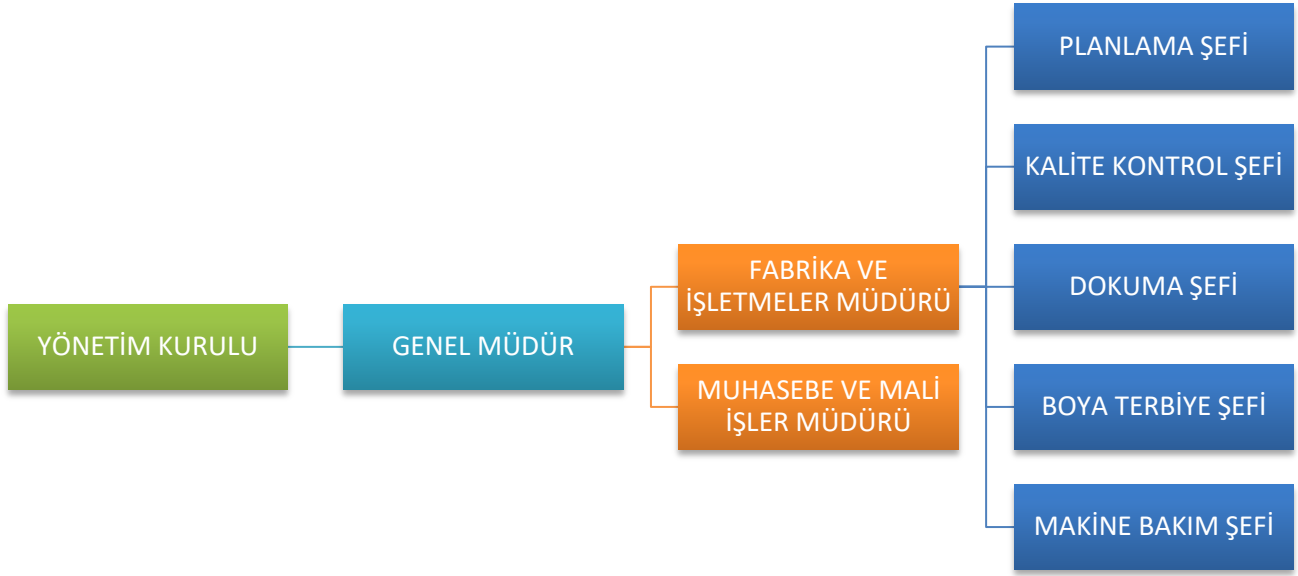 YÖNETİM KURULU
GENEL MÜDÜR
FABRİKA VE
İŞLETMELER MÜDÜRÜ
MUHASEBE VE MALİ
İŞLER MÜDÜRÜ
PLANLAMA ŞEFİ
KALİTE KONTROL ŞEFİ
DOKUMA ŞEFİ
BOYA TERBİYE ŞEFİ
MAKİNE BAKIM ŞEFİ